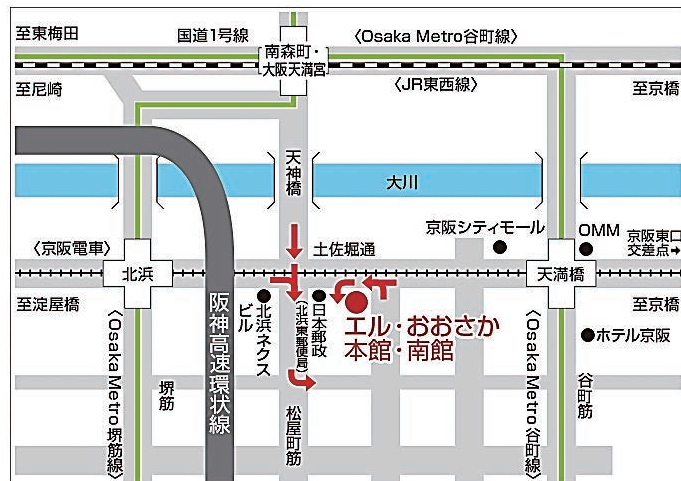 至東梅田
国道1号線
南森町・
大阪天満宮
〈Osaka Metro谷町線〉
至尼崎
〈JR東西線〉
至京橋
天神橋
大川
京阪シティモール
OMM
京阪東口
交差点→
〈京阪電車〉
北浜
土佐堀通
天満橋
至淀屋橋
阪神高速環状線
北浜ネクス
ビル
日本郵政
(北浜東郵便局)
エル・おおさか
本館・南館
至京橋
ホテル京阪
〈Osaka Metro堺筋線〉
堺筋
松屋町筋
〈Osaka Metro谷町線〉
谷町筋